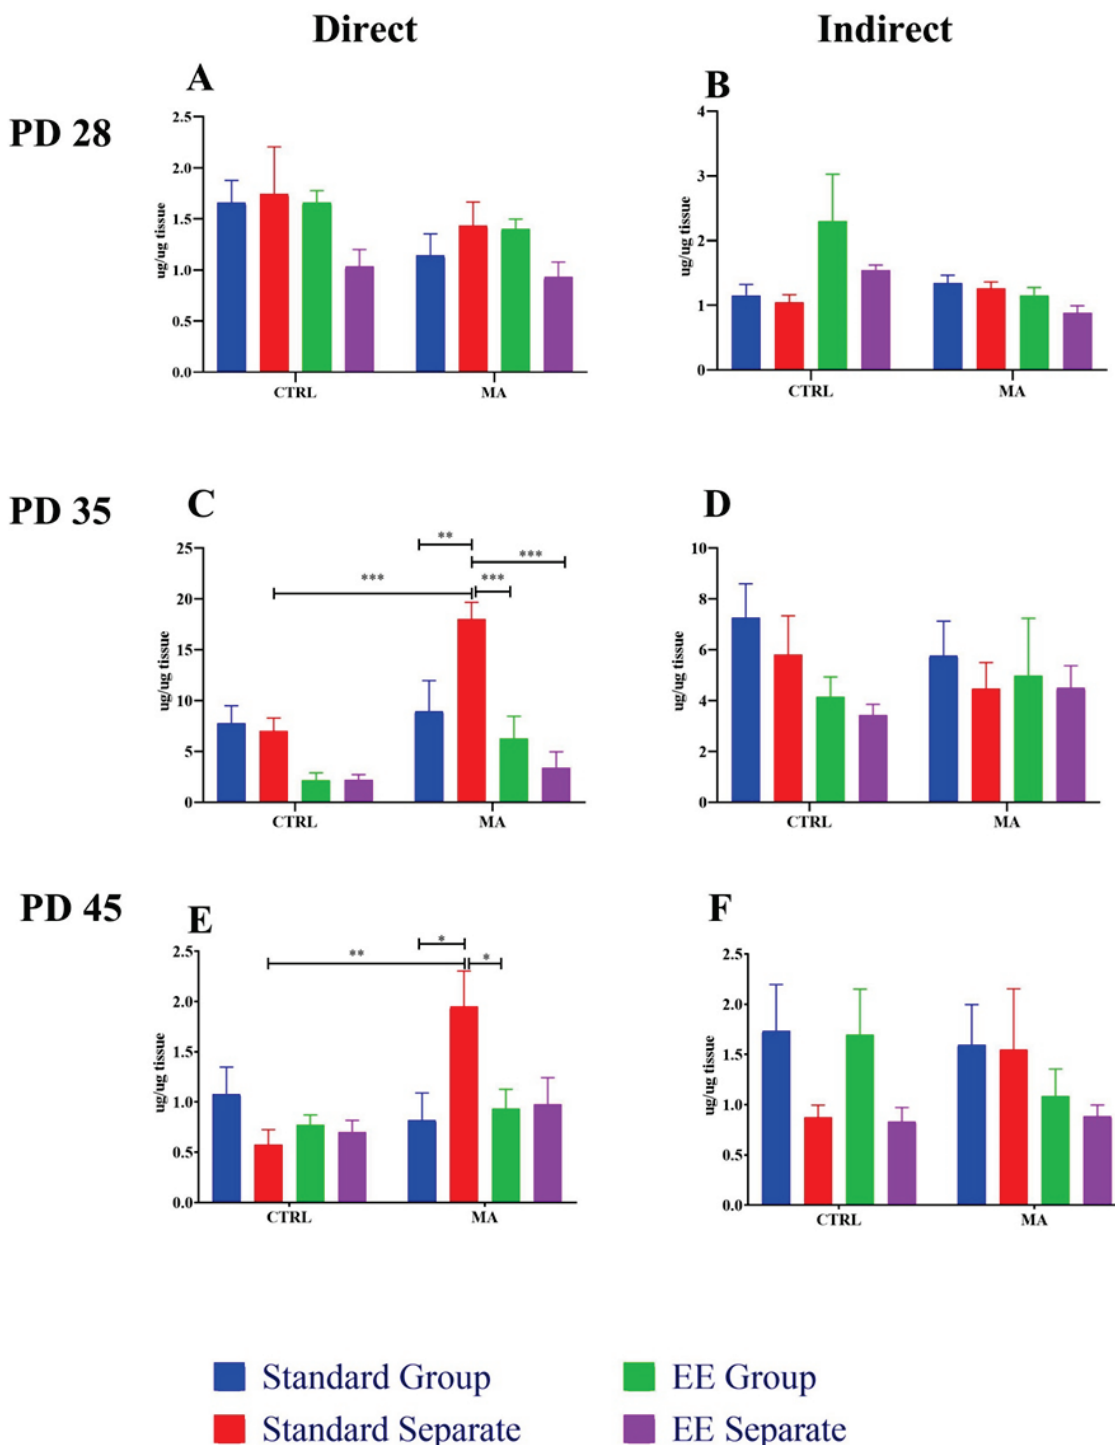 Direct
Indirect
PD 28
A
2.5
2.0
1.5
1.0
0.5
0.0
ug/ug tissue
CTRL
MA
B
4
3
2
1
0
ug/ug tissue
CTRL
MA
PD 35
C
25
20
15
10
5
0
ug/ug tissue
**
***
***
***
CTRL
MA
D
10
8
6
4
2
0
ug/ug tissue
CTRL
MA
PD 45
E
2.5
2.0
1.5
1.0
0.5
0.0
ug/ug tissue
*
**
*
CTRL
MA
F
2.5
2.0
1.5
1.0
0.5
0.0
ug/ug tissue
CTRL
MA
Standard Group
EE Group
Standard Separate
EE Separate